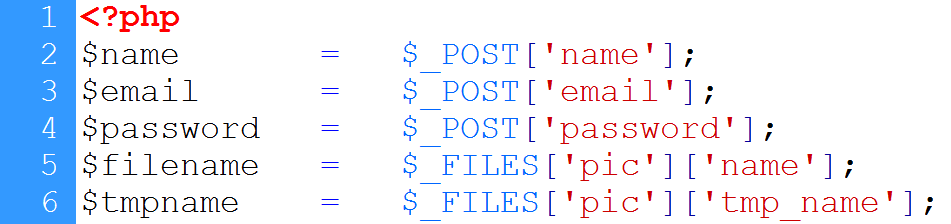 1 <?php
2 $name = $_POST['name'];
3 $email = $_POST['email'];
4 $password = $_POST['password'];
5 $filename = $_FILES['pic']['name'];
6 $tmpname = $_FILES['pic']['tmp_name'];